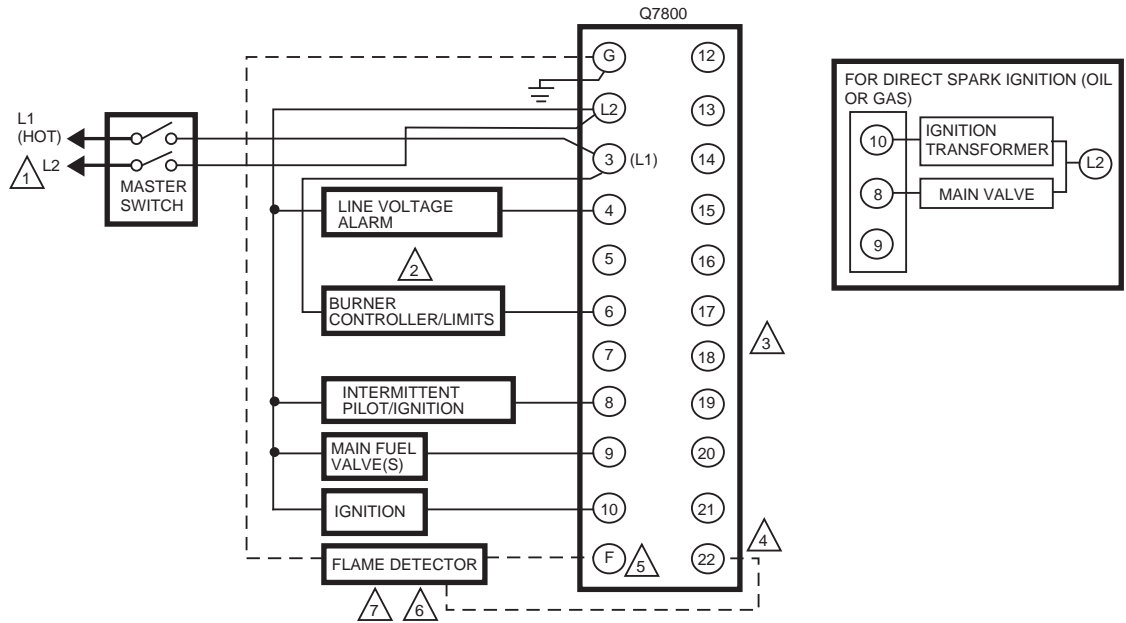 Q7800
G
12
L2
13
L1
(HOT)
3
(L1)
14
1
L2
MASTER
SWITCH
LINE VOLTAGE
ALARM
4
15
2
5
16
BURNER
CONTROLLER/LIMITS
6
17
3
7
18
INTERMITTENT
PILOT/IGNITION
8
19
MAIN FUEL
VALVE(S)
9
20
IGNITION
10
21
4
FLAME DETECTOR
F
5
22
7
6
FOR DIRECT SPARK IGNITION (OIL
OR GAS)
10
IGNITION
TRANSFORMER
L2
8
MAIN VALVE
9